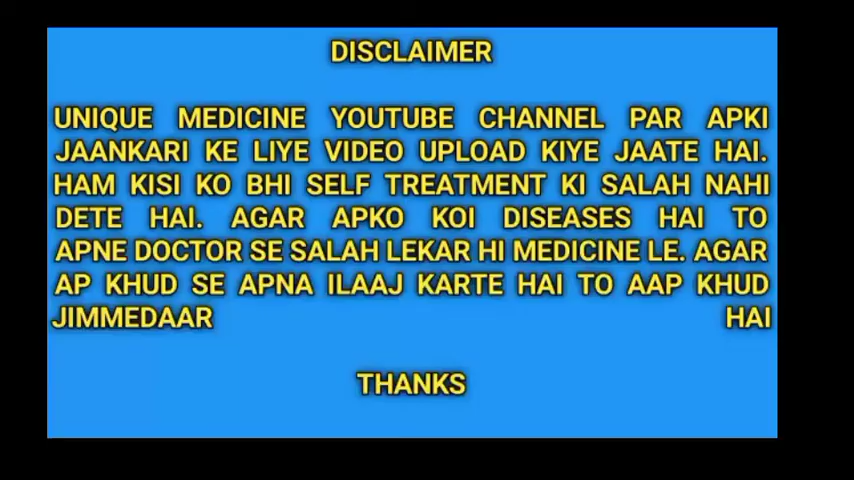 DISCLAIMER
UNIQUE MEDICINE YOUTUBE CHANNEL PAR APKI
JAANKARI KE LIYE VIDEO UPLOAD KIYE JAATE HAI.
HAM KISI KO BHI SELF TREATMENT KI SALAH NAHI
DETE HAI. AGAR APKO KOI DISEASES HAI TO
APNE DOCTOR SE SALAH LEKAR HI MEDICINE LE. AGAR
AP KHUD SE APNA ILAAJ KARTE HAI TO AAP KHUD
JIMMEDAAR HAI
THANKS